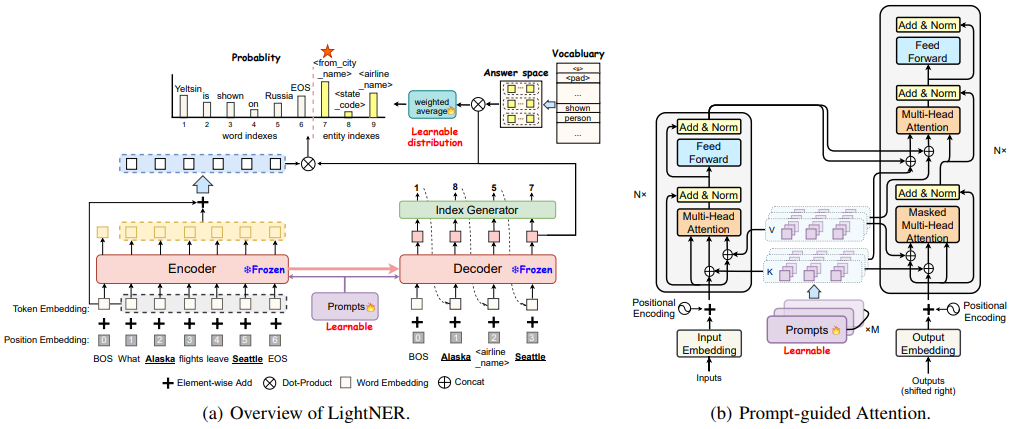 Probablity
Yeltsin
is
shown
on
Russia
EOS
<from_city
_name>
<state
_code>
<airline
_name>
1 2 3 4 5 6 7 8 9
word indexes
entity indexes
weighted
average
Learnable
distribution
Answer space
Vocabluary
<s>
<pad>
...
shown
person
...
1 8 5 7
Index Generator
Encoder
Frozen
Decoder
Frozen
Prompts
Learnable
Token Embedding:
Position Embedding:
0 1 2 3 4 5 6
BOS What Alaska flights leave Seattle EOS
0 1 2 3
BOS Alaska <airline _name> Seattle
Element-wise Add
Dot-Product
Word Embedding
Concat
(a) Overview of LightNER.
Add & Norm
Feed
Forward
Add & Norm
Multi-Head
Attention
N×
Positional
Encoding
Input
Embedding
Inputs
V
K
Prompts
×M
Learnable
Add & Norm
Feed
Forward
Add & Norm
Multi-Head
Attention
N×
Add & Norm
Masked
Multi-Head
Attention
Positional
Encoding
Output
Embedding
Outputs
(shifted right)
(b) Prompt-guided Attention.